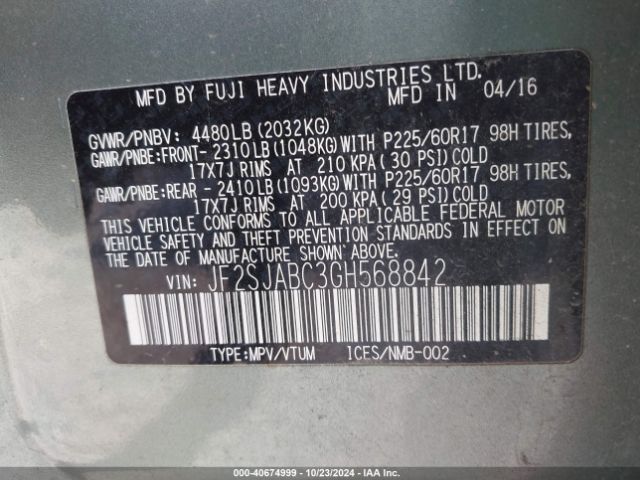 MFD BY FUJI HEAVY INDUSTRIES LTD.
MFD IN 04/16
GVWR/PNBV: 4480LB(2032KG)
GAWR/PNBE:FRONT- 2310LB(1048KG)WITH P225/60R17 98H TIRES,
17X7J RIMS AT 210 KPA(30 PSI)COLD
GAWR/PNBE:REAR - 2410LB(1093KG)WITH P225/60R17 98H TIRES,
17X7J RIMS AT 200 KPA(29 PSI)COLD
THIS VEHICLE CONFORMS TO ALL APPLICABLE FEDERAL MOTOR
VEHICLE SAFETY AND THEFT PREVENTION STANDARDS IN EFFECT ON
THE DATE OF MANUFACTURE SHOWN ABOVE.
VIN: JF2SJABC3GH568842
TYPE:MPV/VTUM ICES/NMB-002
000-40674999 - 10/23/2024 - IAA Inc.